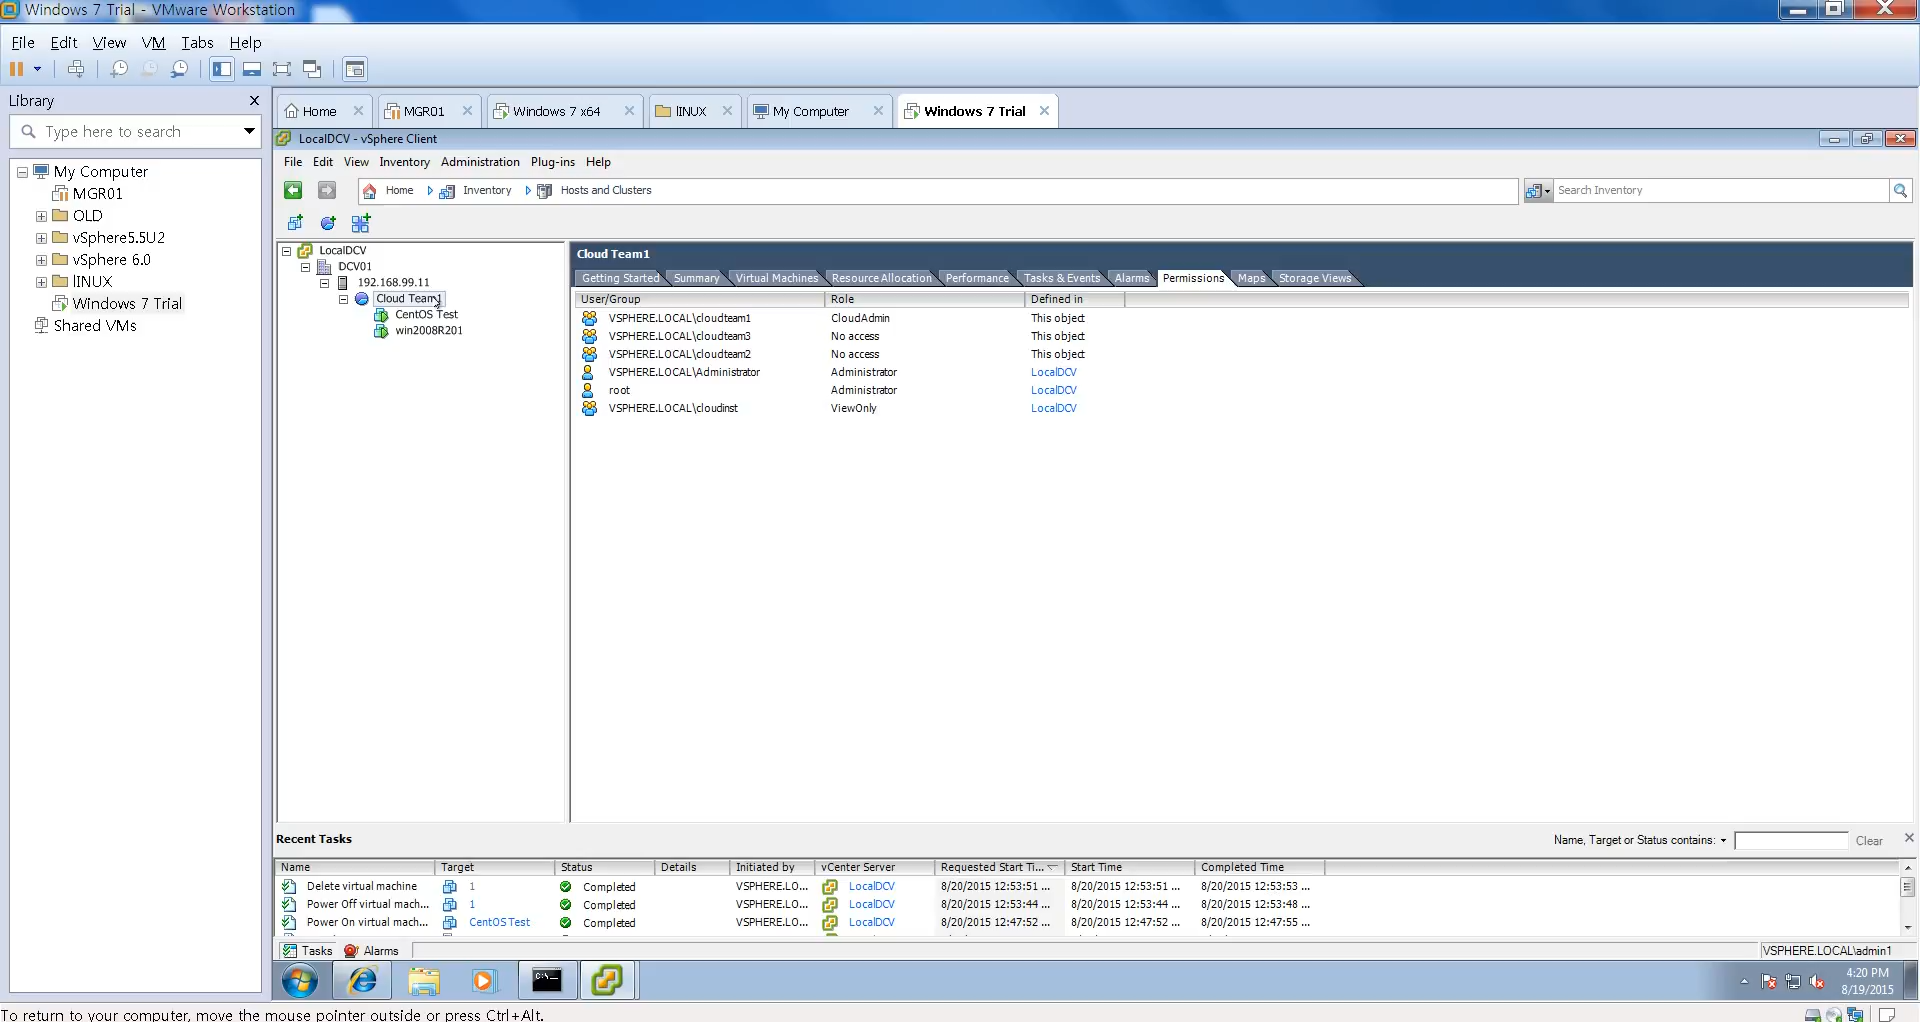 Windows 7 Trial - VMware Workstation
File Edit View VM Tabs Help
Library
Type here to search
My Computer
MGR01
OLD
vSphere5.5U2
vSphere 6.0
lINUX
Windows 7 Trial
Shared VMs
Home MGR01 Windows 7 x64 lINUX My Computer Windows 7 Trial
LocalDCV - vSphere Client
File Edit View Inventory Administration Plug-ins Help
Home Inventory Hosts and Clusters Search Inventory
LocalDCV
DCV01
192.168.99.11
Cloud Team1
CentOS Test
win2008R201
Cloud Team1
Getting Started Summary Virtual Machines Resource Allocation Performance Tasks & Events Alarms Permissions Maps Storage Views
User/Group Role Defined in
VSPHERE.LOCAL\cloudteam1 CloudAdmin This object
VSPHERE.LOCAL\cloudteam3 No access This object
VSPHERE.LOCAL\cloudteam2 No access This object
VSPHERE.LOCAL\Administrator Administrator LocalDCV
root Administrator LocalDCV
VSPHERE.LOCAL\cloudinst ViewOnly LocalDCV
Recent Tasks Name, Target or Status contains: Clear
Name Target Status Details Initiated by vCenter Server Requested Start Ti... Start Time Completed Time
Delete virtual machine 1 Completed VSPHERE.LO... LocalDCV 8/20/2015 12:53:51 ... 8/20/2015 12:53:51 ... 8/20/2015 12:53:53 ...
Power Off virtual mach... 1 Completed VSPHERE.LO... LocalDCV 8/20/2015 12:53:44 ... 8/20/2015 12:53:44 ... 8/20/2015 12:53:48 ...
Power On virtual mach... CentOS Test Completed VSPHERE.LO... LocalDCV 8/20/2015 12:47:52 ... 8/20/2015 12:47:52 ... 8/20/2015 12:47:55 ...
Tasks Alarms VSPHERE.LOCAL\admin1
C:\.
4:20 PM
8/19/2015
To return to your computer, move the mouse pointer outside or press Ctrl+Alt.